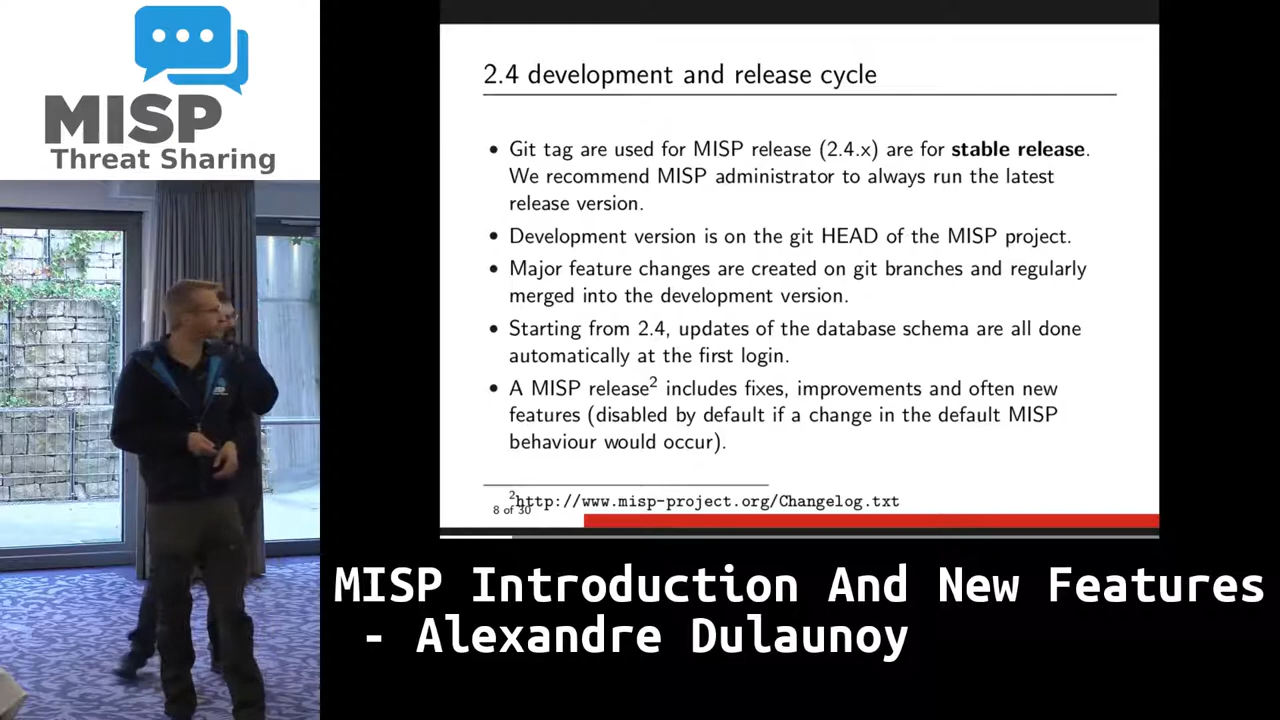 MISP
Threat Sharing
2.4 development and release cycle
• Git tag are used for MISP release (2.4.x) are for stable release.
We recommend MISP administrator to always run the latest
release version.
• Development version is on the git HEAD of the MISP project.
• Major feature changes are created on git branches and regularly
merged into the development version.
• Starting from 2.4, updates of the database schema are all done
automatically at the first login.
• A MISP release2 includes fixes, improvements and often new
features (disabled by default if a change in the default MISP
behaviour would occur).
2http://www.misp-project.org/Changelog.txt
8 of 30
MISP Introduction And New Features
- Alexandre Dulaunoy